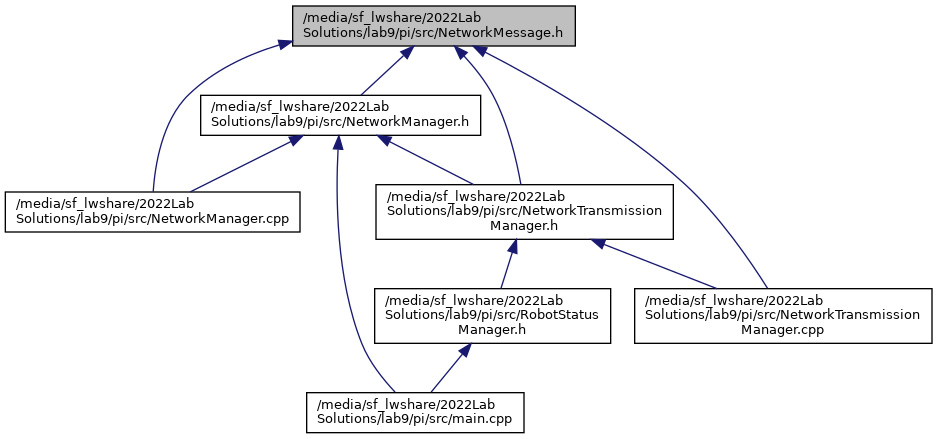 /media/sf_lwshare/2022Lab
Solutions/lab9/pi/src/NetworkMessage.h
/media/sf_lwshare/2022Lab
Solutions/lab9/pi/src/NetworkManager.h
/media/sf_lwshare/2022Lab
Solutions/lab9/pi/src/NetworkManager.cpp
/media/sf_lwshare/2022Lab
Solutions/lab9/pi/src/NetworkTransmission
Manager.h
/media/sf_lwshare/2022Lab
Solutions/lab9/pi/src/RobotStatus
Manager.h
/media/sf_lwshare/2022Lab
Solutions/lab9/pi/src/NetworkTransmission
Manager.cpp
/media/sf_lwshare/2022Lab
Solutions/lab9/pi/src/main.cpp